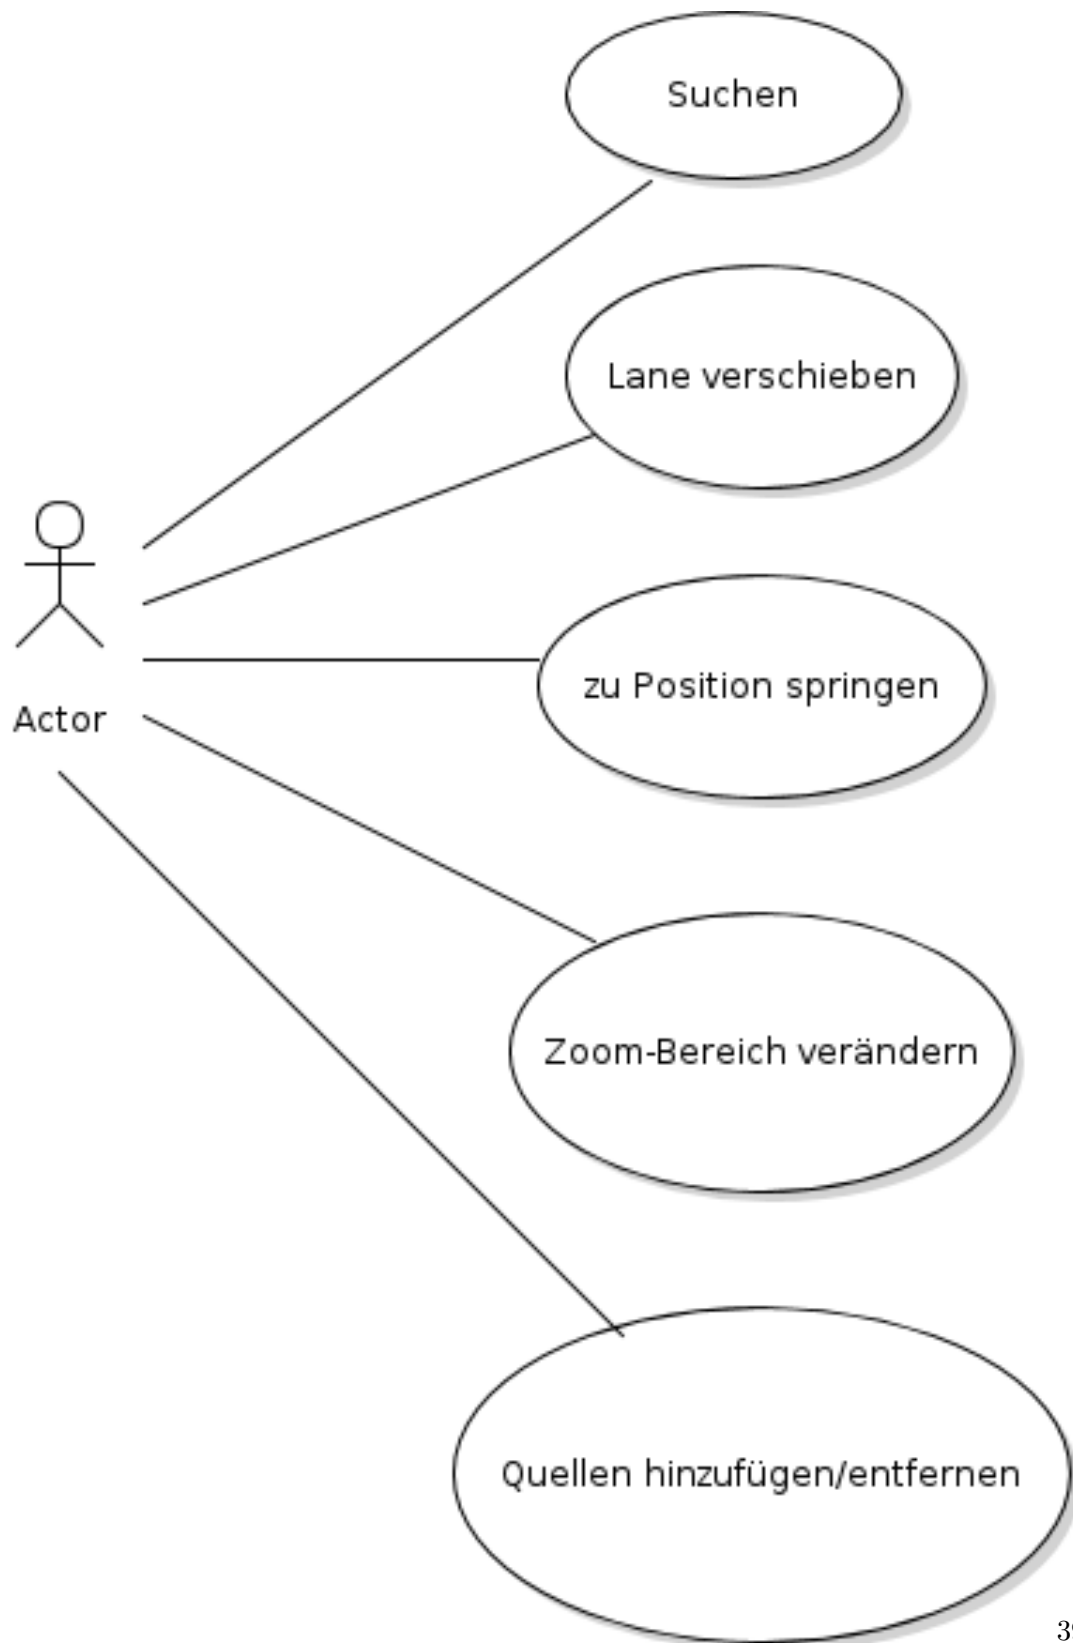 Suchen
Lane verschieben
zu Position springen
Actor
Zoom-Bereich verändern
Quellen hinzufügen/entfernen